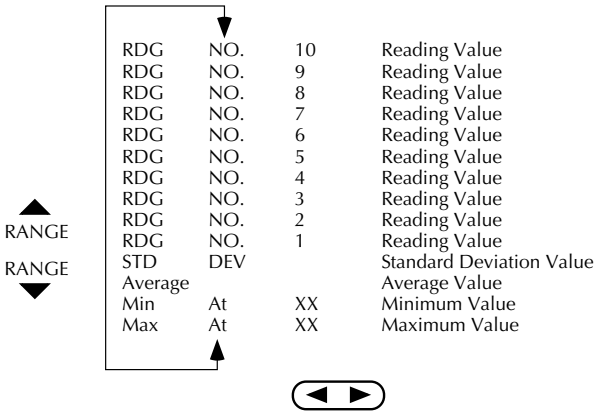 RDG NO. 10 Reading Value
RDG NO. 9 Reading Value
RDG NO. 8 Reading Value
RDG NO. 7 Reading Value
RDG NO. 6 Reading Value
RDG NO. 5 Reading Value
RDG NO. 4 Reading Value
RDG NO. 3 Reading Value
RDG NO. 2 Reading Value
RDG NO. 1 Reading Value
STD DEV Standard Deviation Value
Average Average Value
Min At XX Minimum Value
Max At XX Maximum Value
RANGE
RANGE